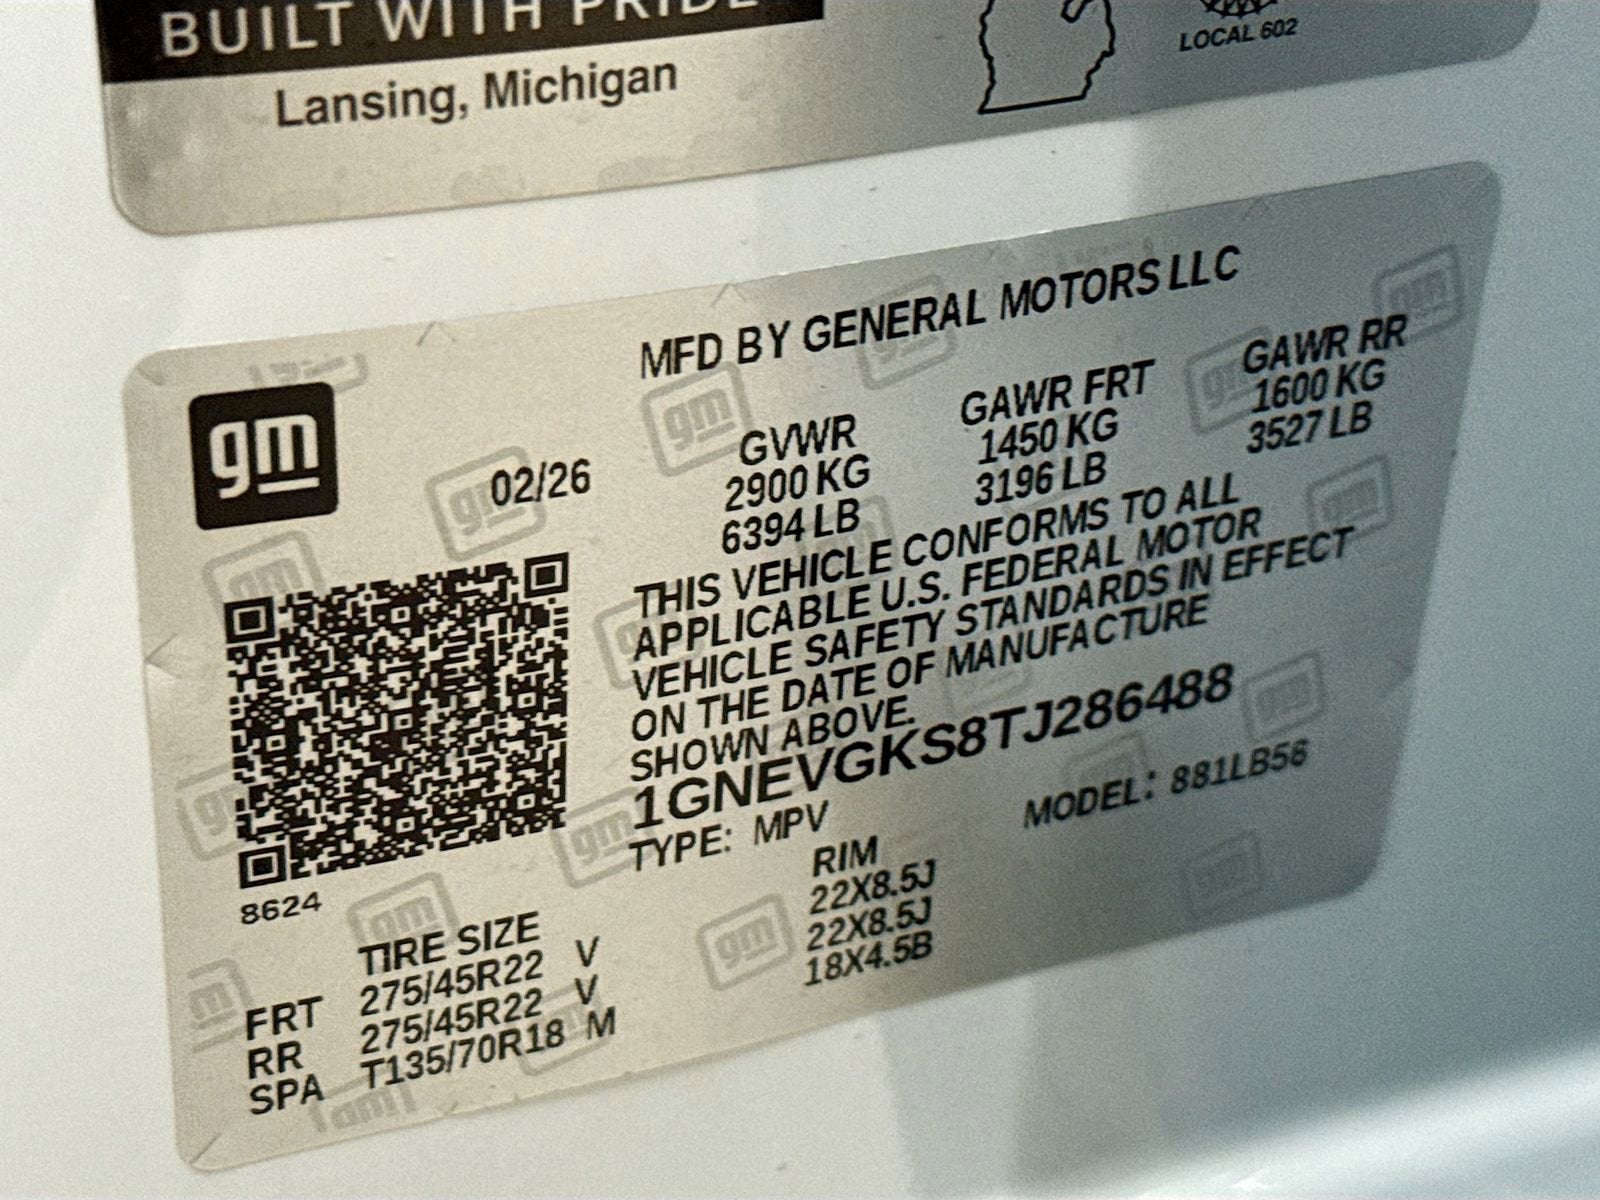 BUILT WITH PRIDE
Lansing, Michigan
LOCAL 602
MFD BY GENERAL MOTORS LLC
gm
02/26
GVWR GAWR FRT GAWR RR
2900 KG 1450 KG 1600 KG
6394 LB 3196 LB 3527 LB
THIS VEHICLE CONFORMS TO ALL
APPLICABLE U.S. FEDERAL MOTOR
VEHICLE SAFETY STANDARDS IN EFFECT
ON THE DATE OF MANUFACTURE
SHOWN ABOVE.
1GNEVGKS8TJ286488
TYPE: MPV MODEL: 881LB56
8624
TIRE SIZE RIM
FRT 275/45R22 V 22X8.5J
RR 275/45R22 V 22X8.5J
SPA T135/70R18 M 18X4.5B